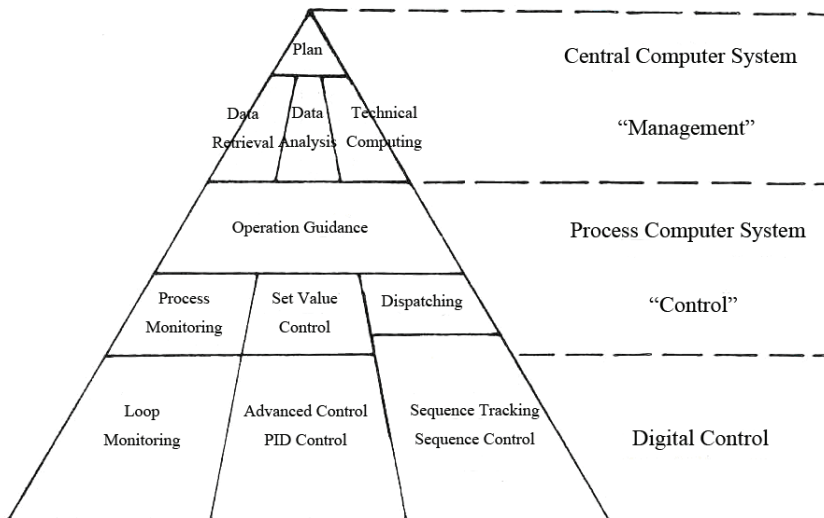 Plan
Central Computer System
Data
Retrieval
Data
Analysis
Technical
Computing
“Management”
Operation Guidance
Process Computer System
Process
Monitoring
Set Value
Control
Dispatching
“Control”
Loop
Monitoring
Advanced Control
PID Control
Sequence Tracking
Sequence Control
Digital Control